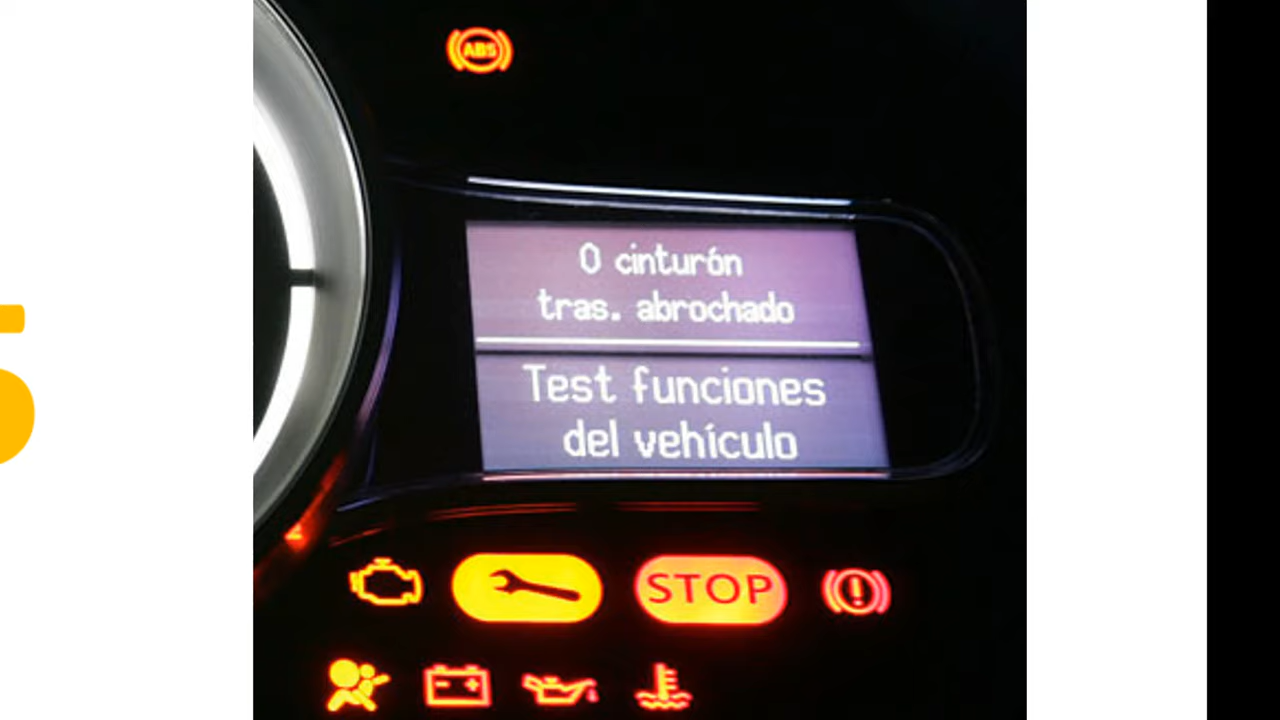 ABS
0 cinturón
tras. abrochado
Test funciones
del vehículo
STOP